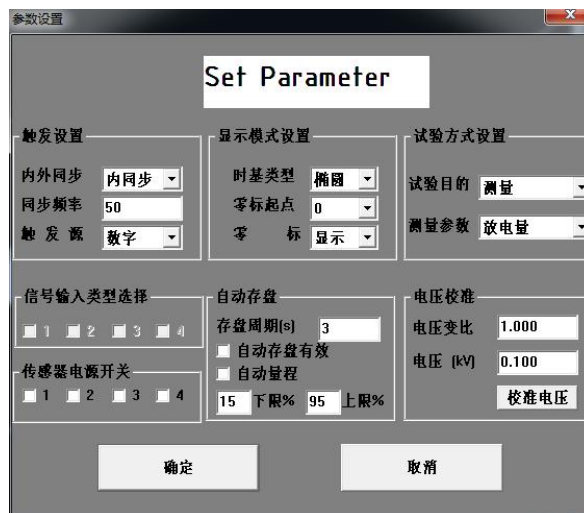 参数设置
Set Parameter
触发设置
内外同步 内同步
同步频率 50
触发源 数字
显示模式设置
时基类型 椭圆
零标起点 0
零标 显示
试验方式设置
试验目的 测量
测量参数 放电量
信号输入类型选择
1 2 3 4
传感器电源开关
1 2 3 4
自动存盘
存盘周期(s) 3
自动存盘有效
自动量程
15 下限% 95 上限%
电压校准
电压变比 1.000
电压 (kV) 0.100
校准电压
确定
取消